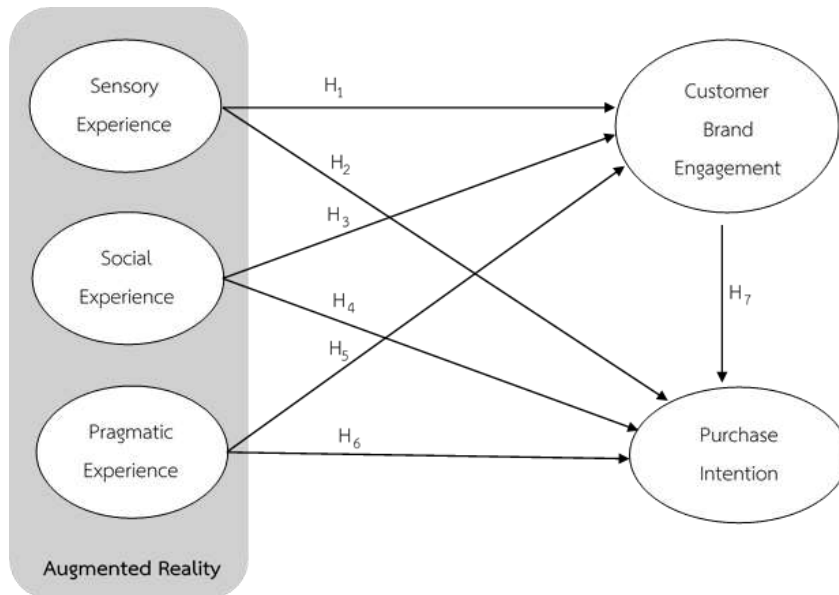 Sensory
Experience
Social
Experience
Pragmatic
Experience
Augmented Reality
H₁
H₂
H₃
H₄
H₅
H₆
Customer
Brand
Engagement
H₇
Purchase
Intention